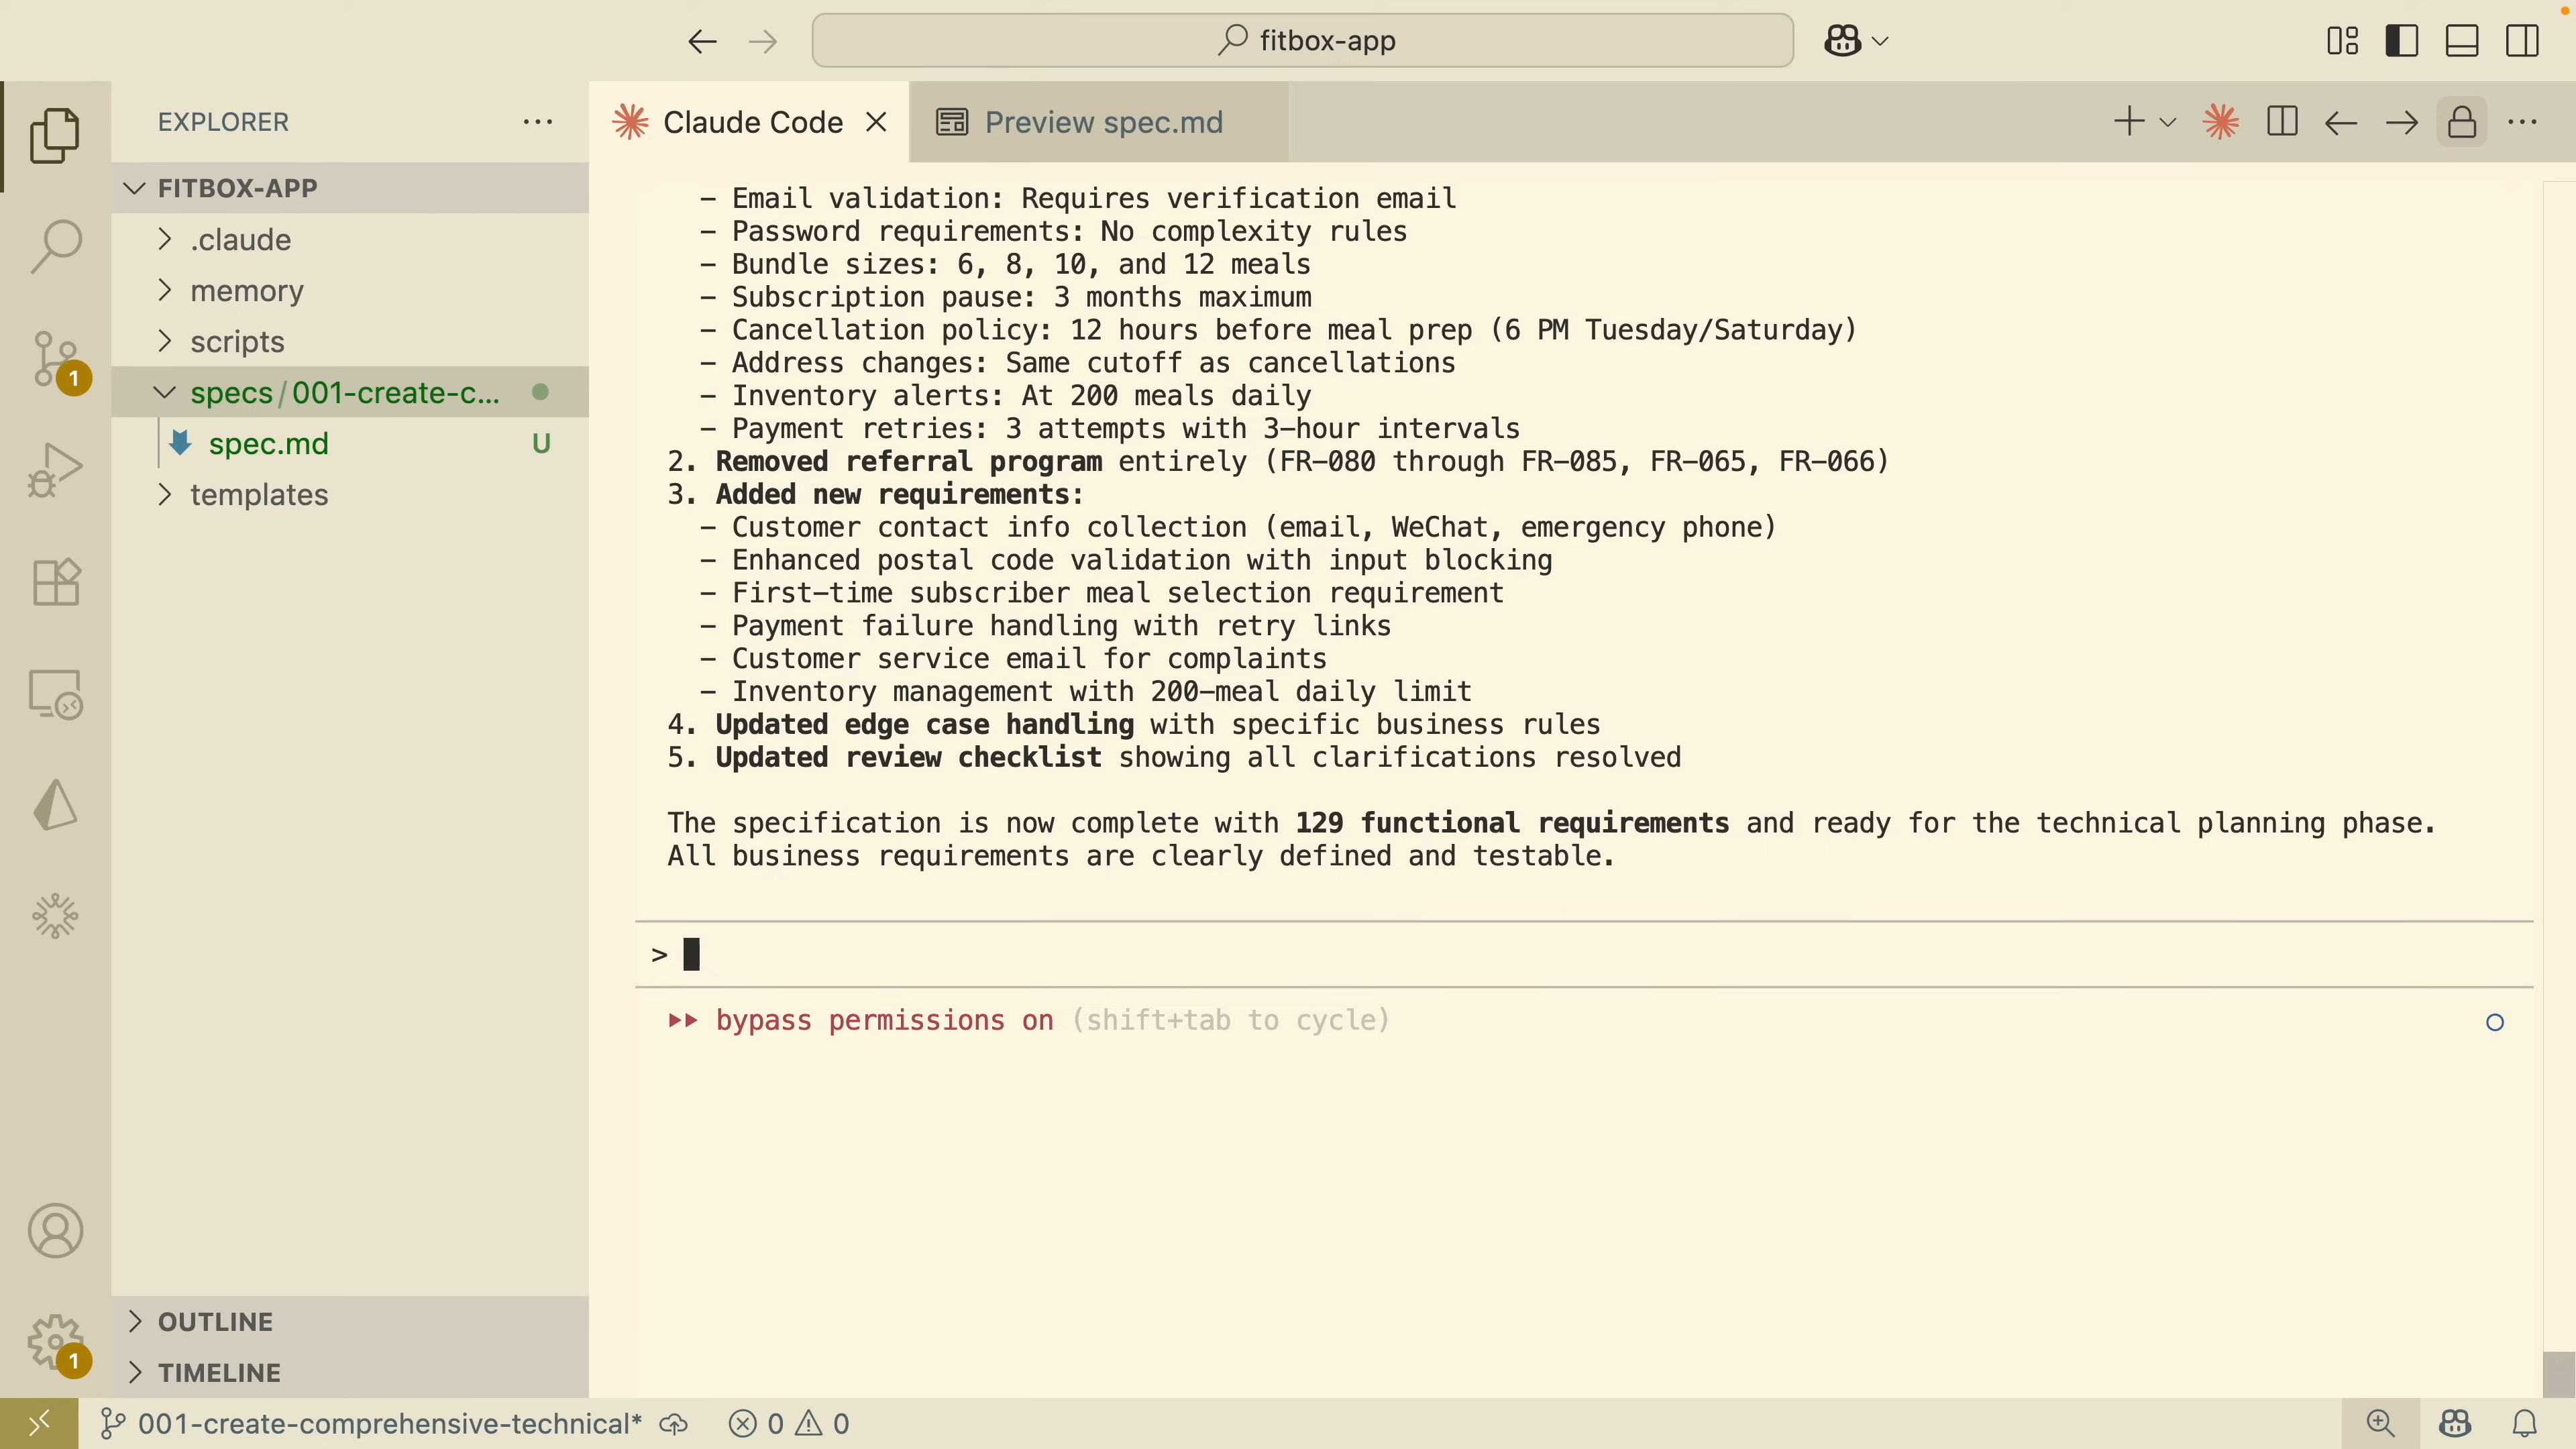 fitbox-app
EXPLORER
Claude Code
Preview spec.md
FITBOX-APP
.claude
memory
scripts
specs/001-create-c...
spec.md U
templates
1
1
OUTLINE
TIMELINE
- Email validation: Requires verification email
- Password requirements: No complexity rules
- Bundle sizes: 6, 8, 10, and 12 meals
- Subscription pause: 3 months maximum
- Cancellation policy: 12 hours before meal prep (6 PM Tuesday/Saturday)
- Address changes: Same cutoff as cancellations
- Inventory alerts: At 200 meals daily
- Payment retries: 3 attempts with 3-hour intervals
2. Removed referral program entirely (FR-080 through FR-085, FR-065, FR-066)
3. Added new requirements:
- Customer contact info collection (email, WeChat, emergency phone)
- Enhanced postal code validation with input blocking
- First-time subscriber meal selection requirement
- Payment failure handling with retry links
- Customer service email for complaints
- Inventory management with 200-meal daily limit
4. Updated edge case handling with specific business rules
5. Updated review checklist showing all clarifications resolved
The specification is now complete with 129 functional requirements and ready for the technical planning phase.
All business requirements are clearly defined and testable.
>
bypass permissions on (shift+tab to cycle)
001-create-comprehensive-technical* 0 0